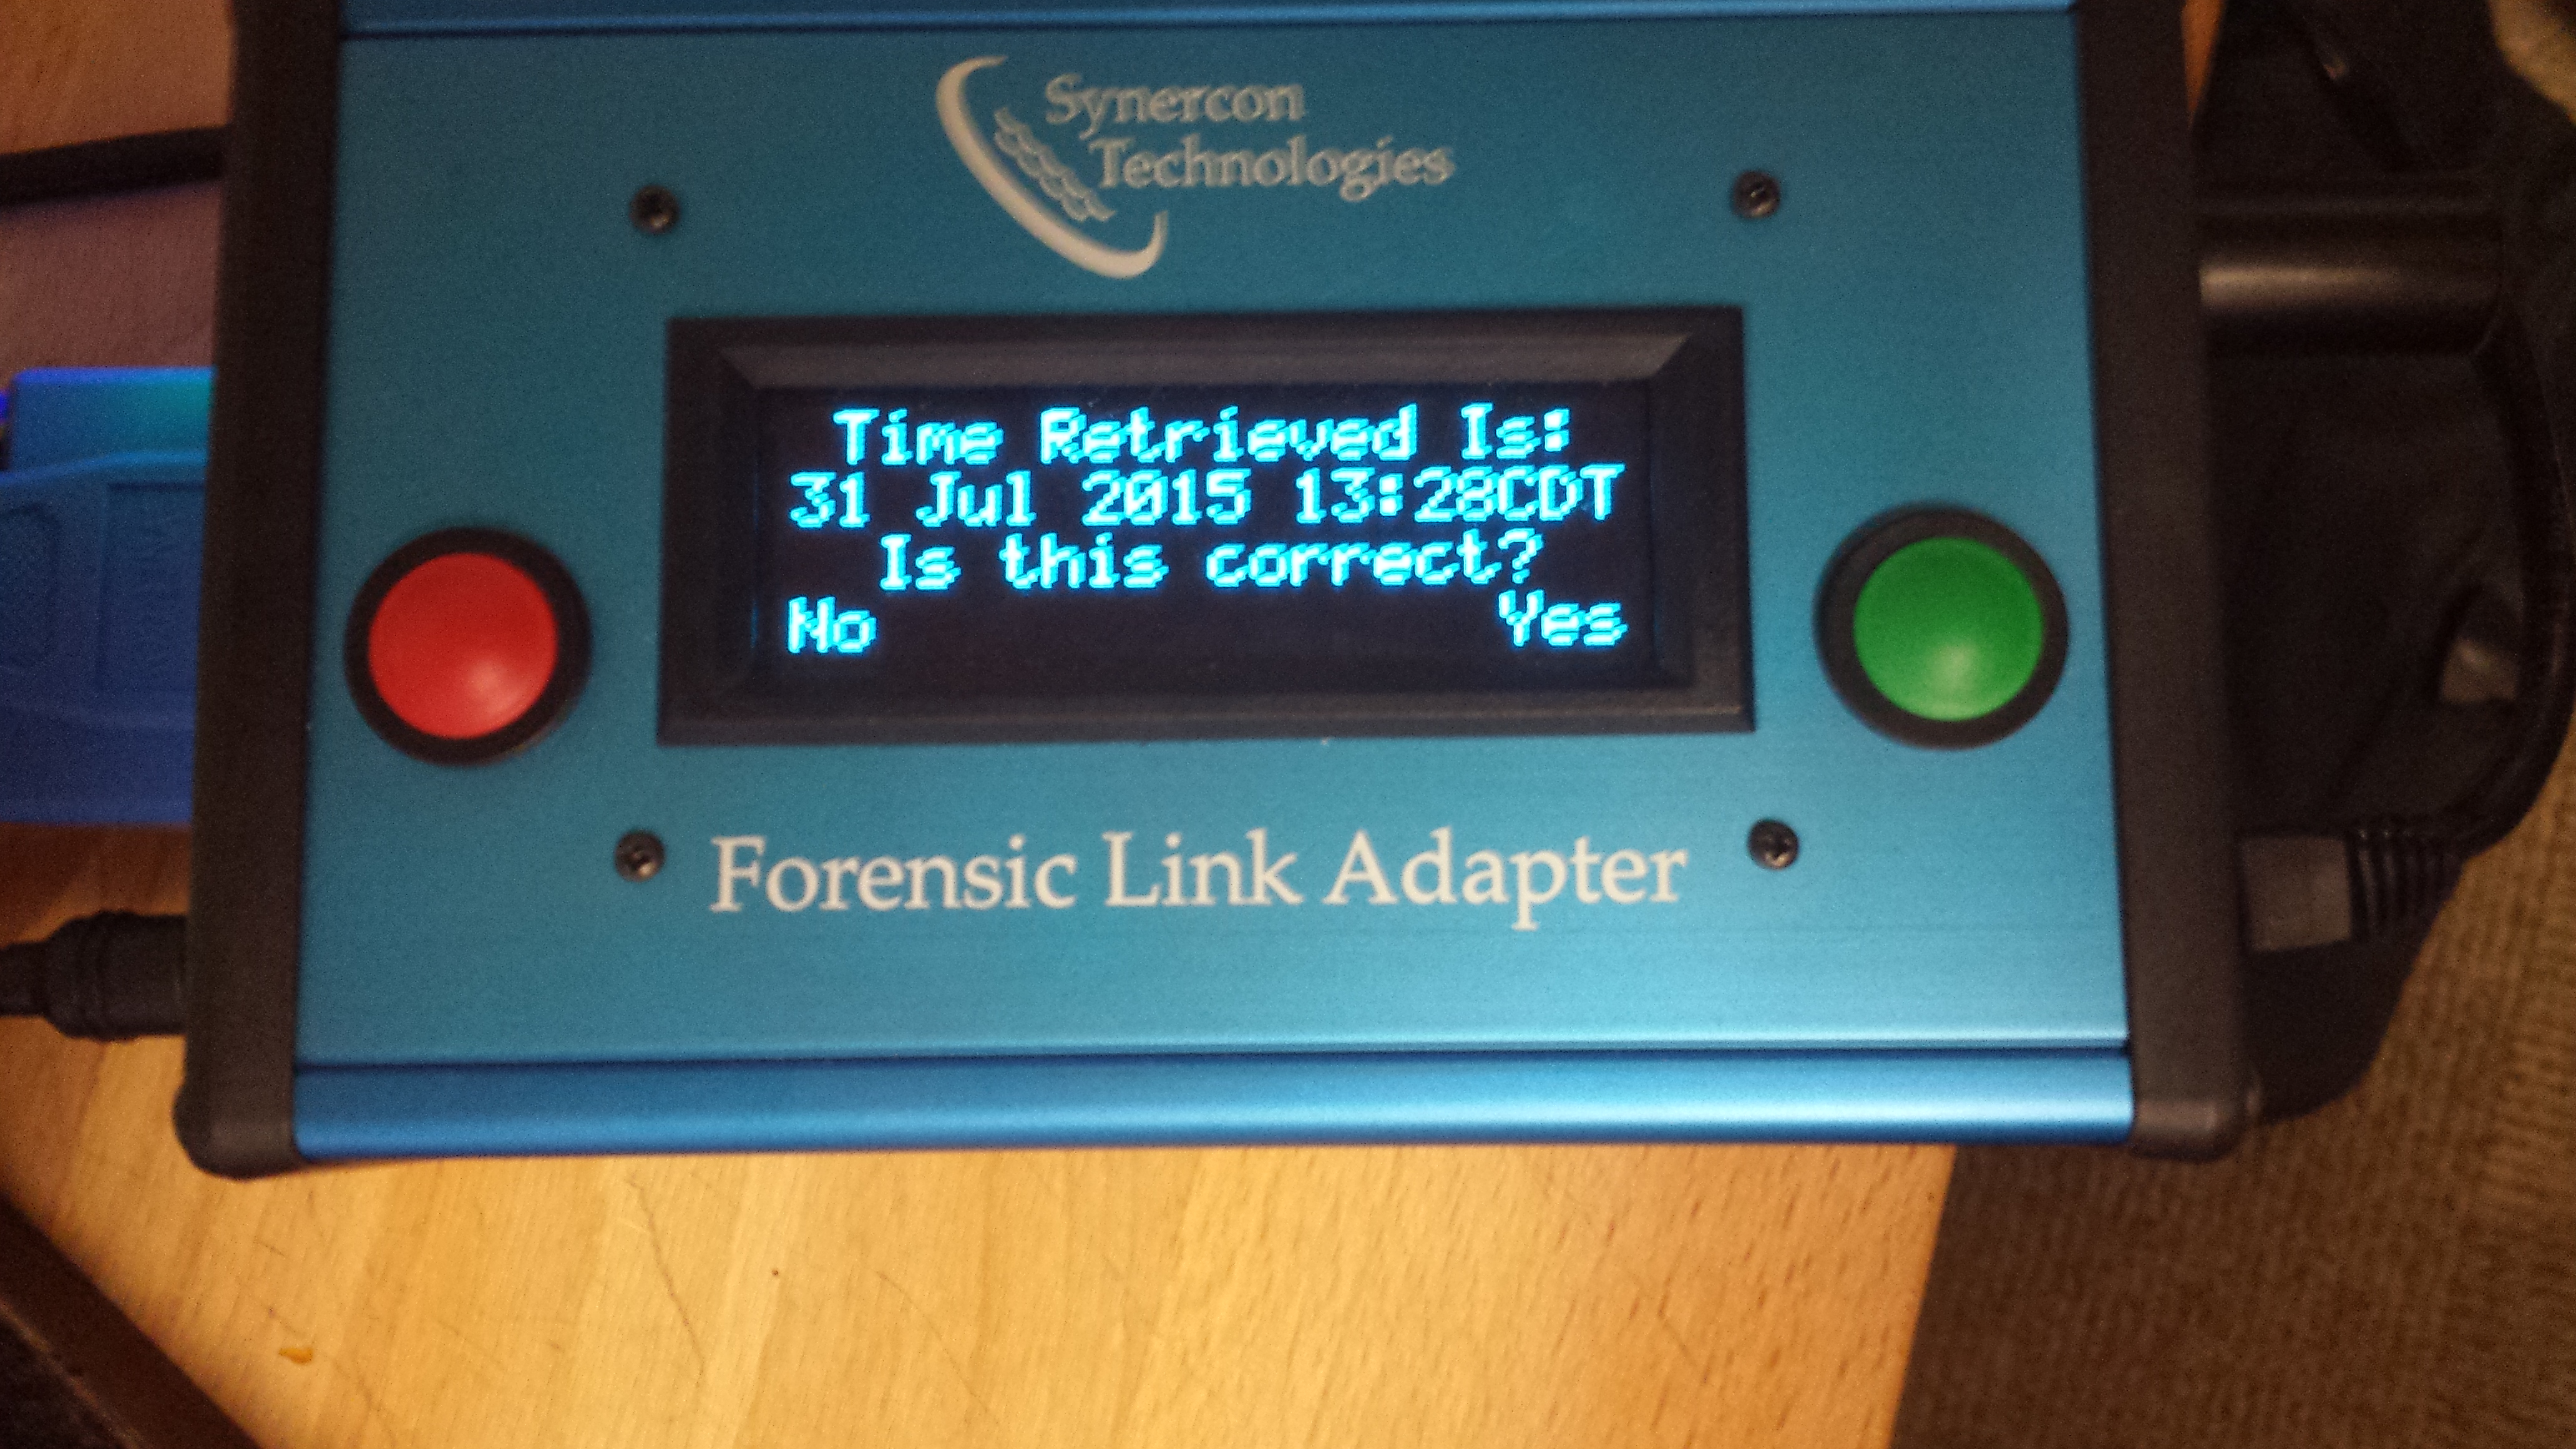 Synercon
Technologies
Time Retrieved Is:
31 Jul 2015 13:28CDT
Is this correct?
No Yes
Forensic Link Adapter